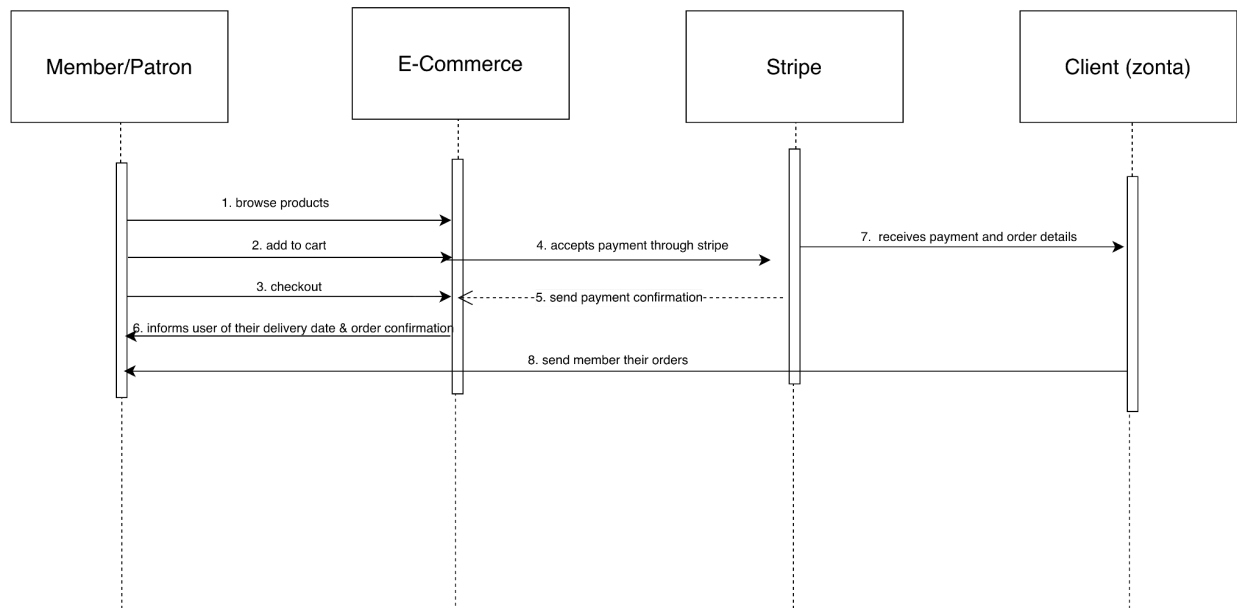 Member/Patron
E-Commerce
Stripe
Client (zonta)
1. browse products
2. add to cart
3. checkout
4. accepts payment through stripe
5. send payment confirmation
6. informs user of their delivery date & order confirmation
7. receives payment and order details
8. send member their orders